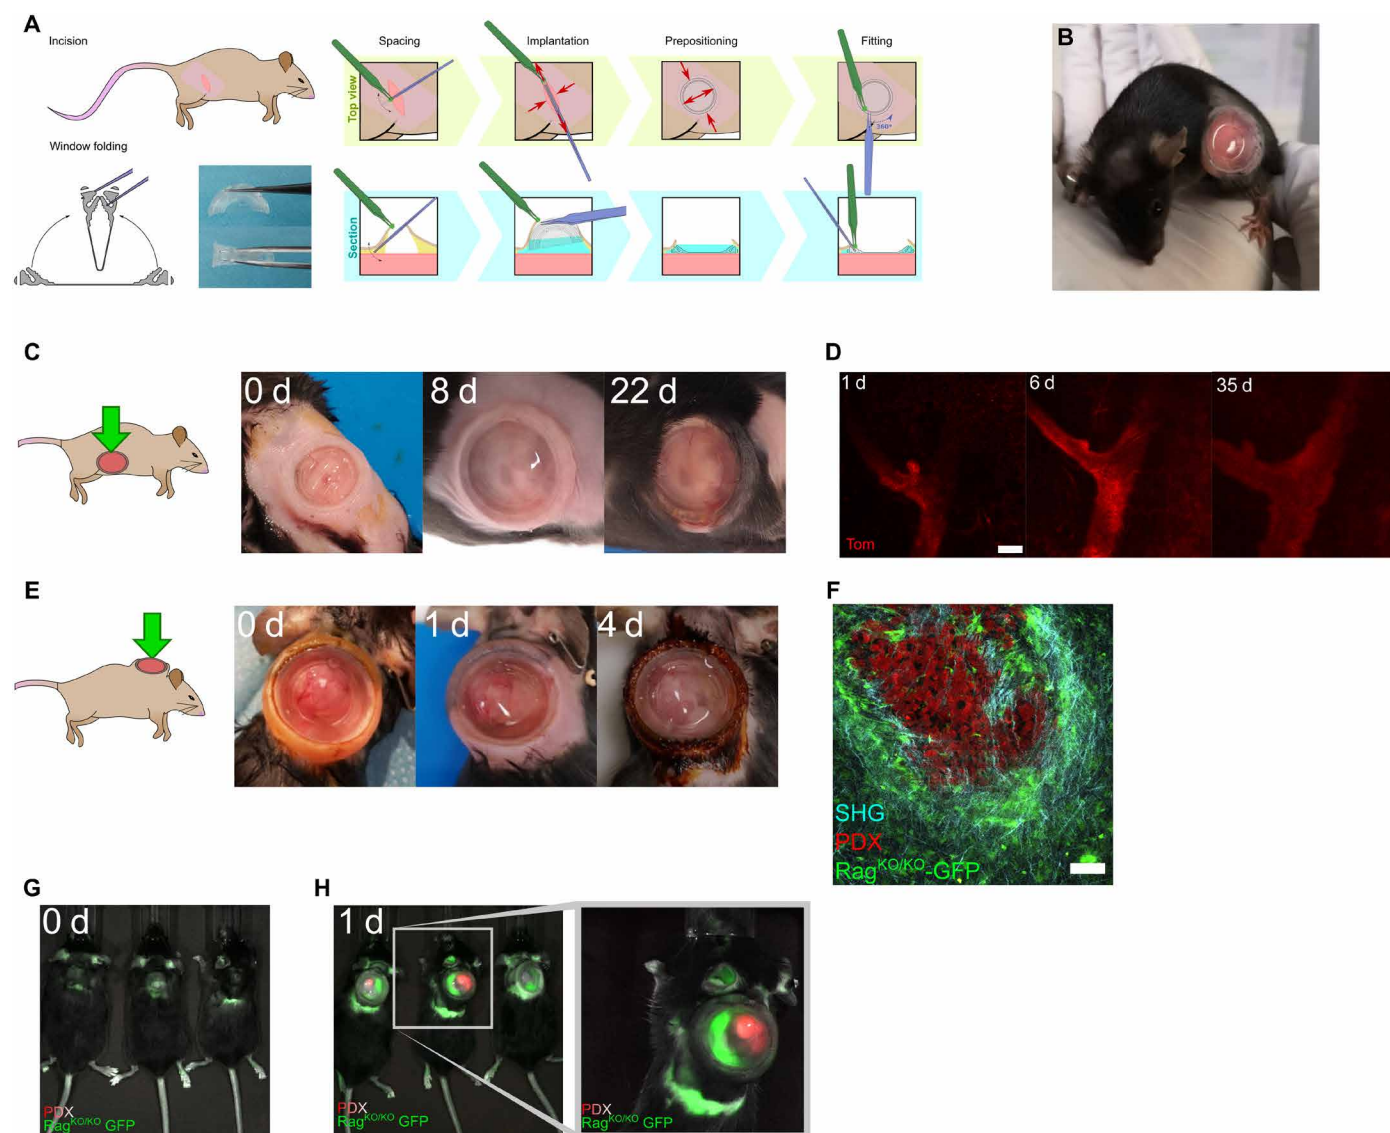 A
Incision
Spacing
Implantation
Prepositioning
Fitting
B
Top view
360°
Window folding
Section
C
0 d
8 d
22 d
D
1 d
6 d
35 d
Tom
E
0 d
1 d
4 d
F
SHG
PDX
Rag^KO/KO-GFP
G
0 d
PDX
Rag^KO/KO GFP
H
1 d
PDX
Rag^KO/KO GFP
PDX
Rag^KO/KO GFP